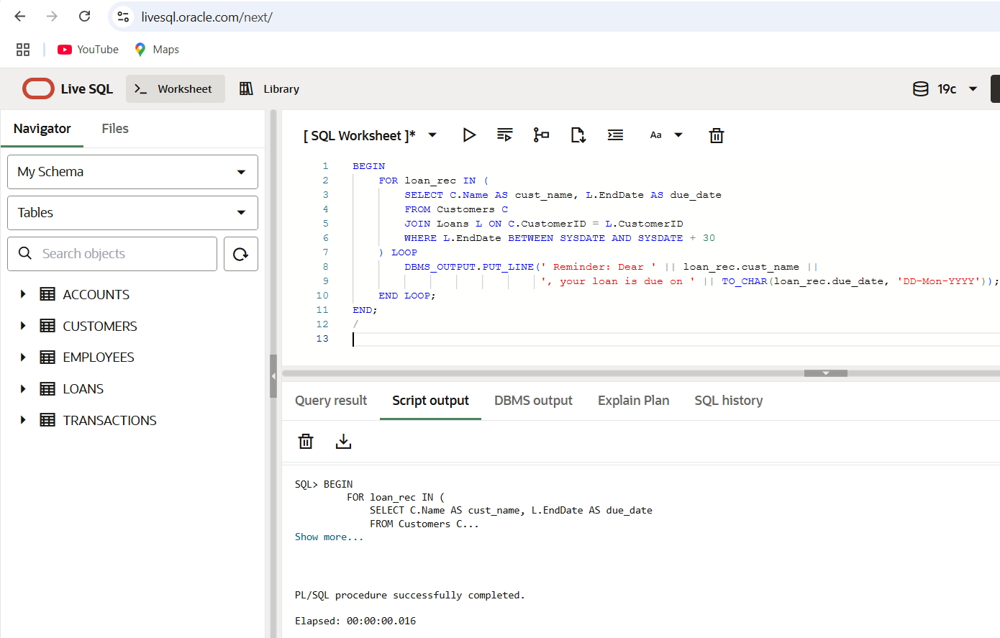 livesql.oracle.com/next/
YouTube
Maps
Live SQL
Worksheet
Library
19c
Navigator
Files
My Schema
Tables
Search objects
ACCOUNTS
CUSTOMERS
EMPLOYEES
LOANS
TRANSACTIONS
[ SQL Worksheet ]*
Aa
1 BEGIN
2 FOR loan_rec IN (
3 SELECT C.Name AS cust_name, L.EndDate AS due_date
4 FROM Customers C
5 JOIN Loans L ON C.CustomerID = L.CustomerID
6 WHERE L.EndDate BETWEEN SYSDATE AND SYSDATE + 30
7 ) LOOP
8 DBMS_OUTPUT.PUT_LINE(' Reminder: Dear ' || loan_rec.cust_name ||
9 ', your loan is due on ' || TO_CHAR(loan_rec.due_date, 'DD-Mon-YYYY'));
10 END LOOP;
11 END;
12 /
13
Query result
Script output
DBMS output
Explain Plan
SQL history
SQL> BEGIN
FOR loan_rec IN (
SELECT C.Name AS cust_name, L.EndDate AS due_date
FROM Customers C...
Show more...
PL/SQL procedure successfully completed.
Elapsed: 00:00:00.016